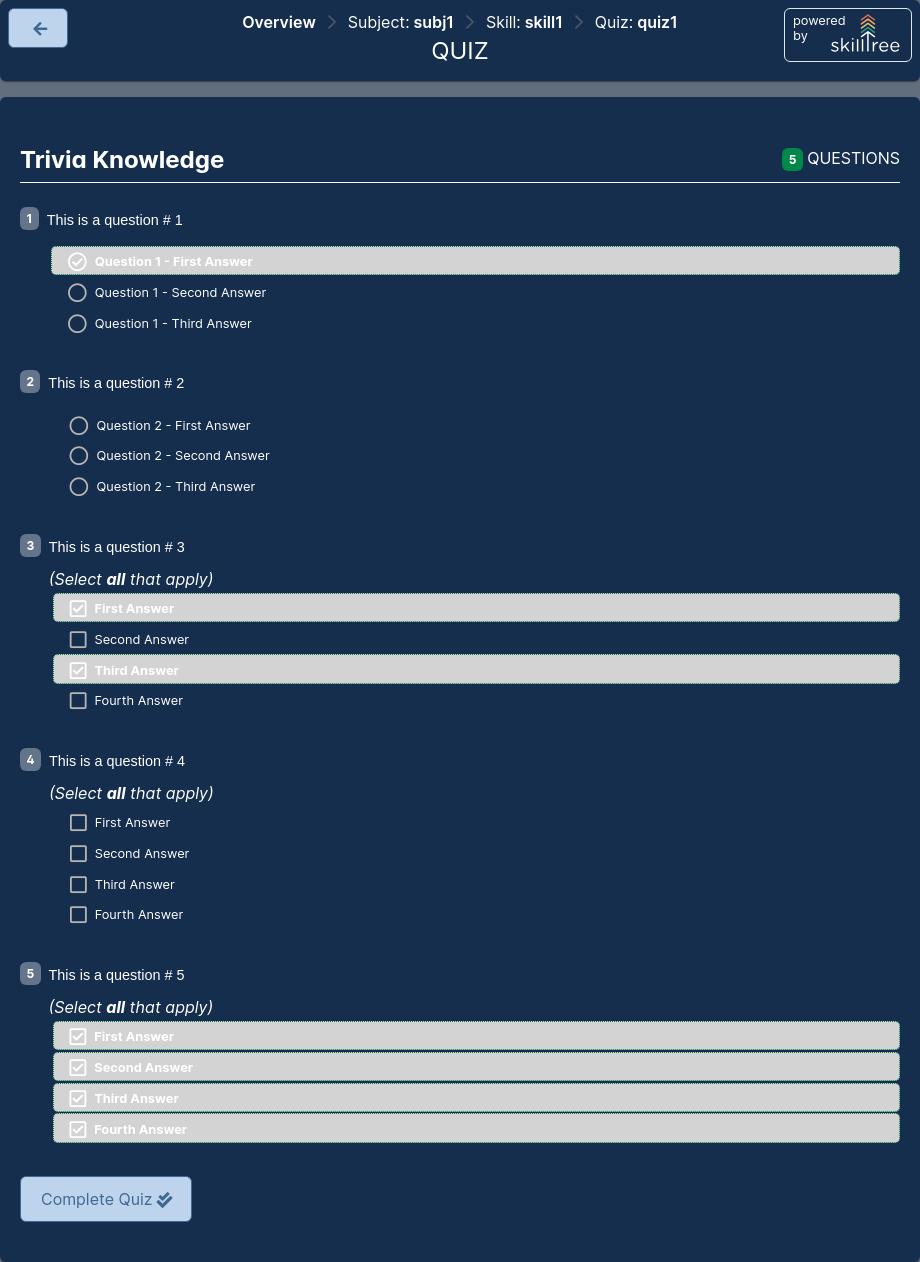 Overview Subject: subj1 Skill: skill1 Quiz: quiz1
QUIZ
powered
by
skilltree
Trivia Knowledge
5 QUESTIONS
1 This is a question # 1
Question 1 - First Answer
Question 1 - Second Answer
Question 1 - Third Answer
2 This is a question # 2
Question 2 - First Answer
Question 2 - Second Answer
Question 2 - Third Answer
3 This is a question # 3
(Select all that apply)
First Answer
Second Answer
Third Answer
Fourth Answer
4 This is a question # 4
(Select all that apply)
First Answer
Second Answer
Third Answer
Fourth Answer
5 This is a question # 5
(Select all that apply)
First Answer
Second Answer
Third Answer
Fourth Answer
Complete Quiz